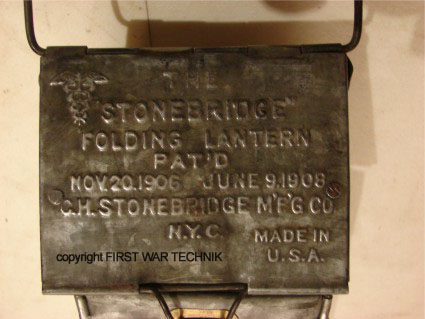 THE
"STONEBRIDGE"
FOLDING LANTERN
PAT'D
NOV.20.1906 JUNE 9.1908
C.H. STONEBRIDGE M'F'G CO
N.Y.C. MADE IN
U.S.A.
copyright FIRST WAR TECHNIK